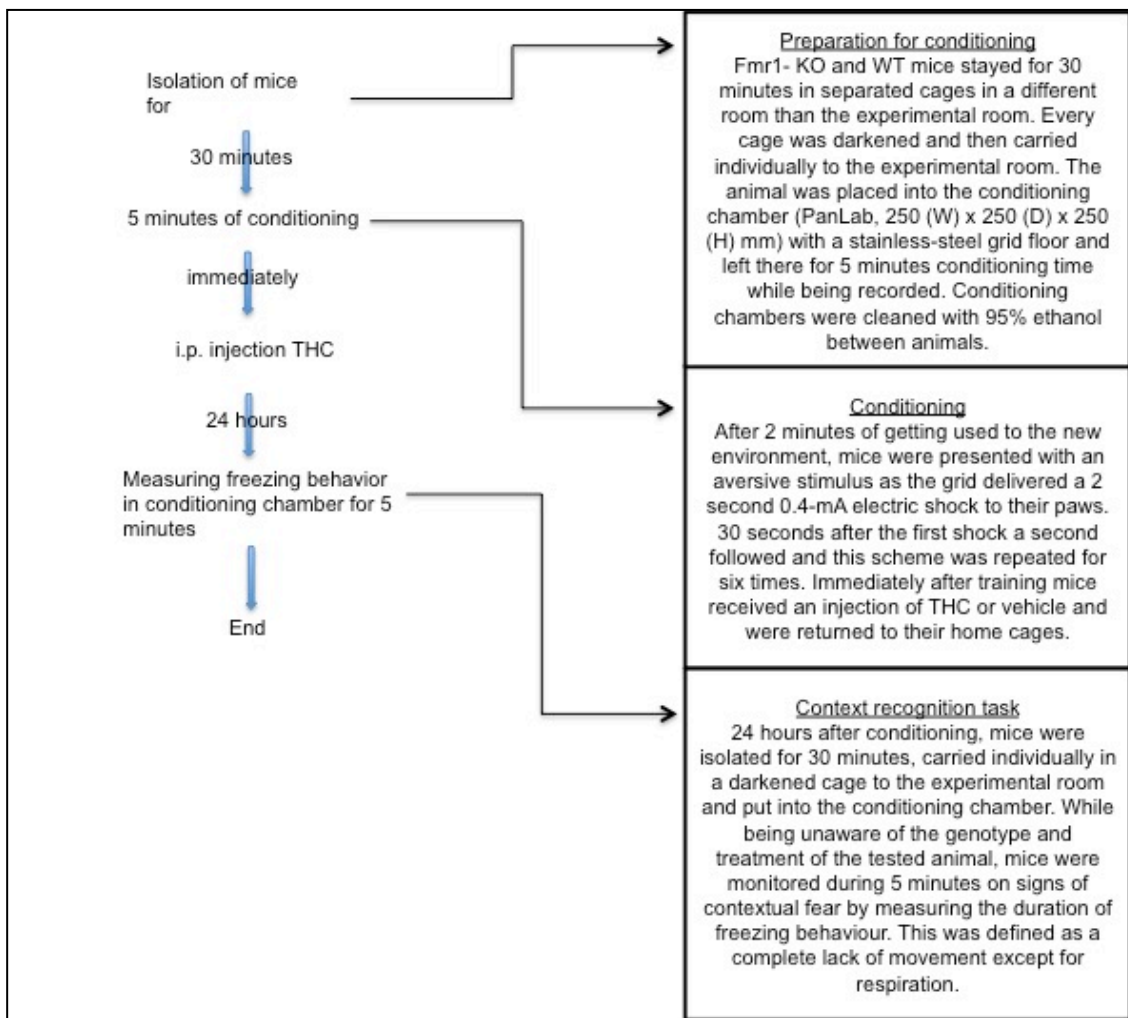 Isolation of mice
for
30 minutes
5 minutes of conditioning
immediately
i.p. injection THC
24 hours
Measuring freezing behavior
in conditioning chamber for 5
minutes
End
Preparation for conditioning
Fmr1- KO and WT mice stayed for 30
minutes in separated cages in a different
room than the experimental room. Every
cage was darkened and then carried
individually to the experimental room. The
animal was placed into the conditioning
chamber (PanLab, 250 (W) x 250 (D) x 250
(H) mm) with a stainless-steel grid floor and
left there for 5 minutes conditioning time
while being recorded. Conditioning
chambers were cleaned with 95% ethanol
between animals.
Conditioning
After 2 minutes of getting used to the new
environment, mice were presented with an
aversive stimulus as the grid delivered a 2
second 0.4-mA electric shock to their paws.
30 seconds after the first shock a second
followed and this scheme was repeated for
six times. Immediately after training mice
received an injection of THC or vehicle and
were returned to their home cages.
Context recognition task
24 hours after conditioning, mice were
isolated for 30 minutes, carried individually in
a darkened cage to the experimental room
and put into the conditioning chamber. While
being unaware of the genotype and
treatment of the tested animal, mice were
monitored during 5 minutes on signs of
contextual fear by measuring the duration of
freezing behaviour. This was defined as a
complete lack of movement except for
respiration.